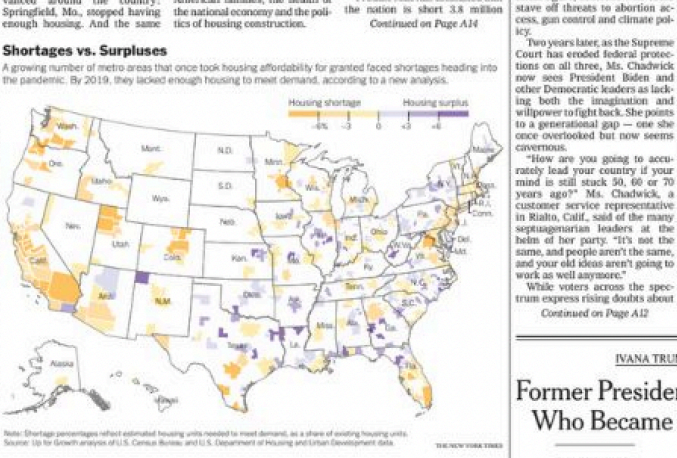 vanced around the country.
Springfield, Mo., stopped having
enough housing. And the same
American families, the health of
the national economy and the poli-
tics of housing construction.
the nation is short 3.8 million
Continued on Page A14
Shortages vs. Surpluses
A growing number of metro areas that once took housing affordability for granted faced shortages heading into
the pandemic. By 2019, they lacked enough housing to meet demand, according to a new analysis.
Housing shortage
Housing surplus
-6%
-3
0
+3
+6
Wash.
Ore.
Idaho
Mont.
N.D.
S.D.
Wyo.
Nev.
Utah
Colo.
Calif.
Ariz.
N.M.
Neb.
Kan.
Okla.
Texas
Minn.
Iowa
Mo.
Ark.
LA.
Wis.
Mich.
Ind.
Ohio
Ky.
Tenn.
Miss.
Ala.
Ga.
Fla.
S.C.
N.C.
Va.
W.Va.
Pa.
N.Y.
Vt.
N.H.
Maine
Mass.
R.I.
Conn.
N.J.
Del.
Md.
Alaska
Hawaii
Note: Shortage percentages reflect estimated housing units needed to meet demand, as a share of existing housing units.
Source: Up for Growth analysis of U.S. Census Bureau and U.S. Department of Housing and Urban Development data.
THE NEW YORK TIMES
stave off threats to abortion ac-
cess, gun control and climate pol-
icy.
Two years later, as the Supreme
Court has eroded federal protec-
tions on all three, Ms. Chadwick
now sees President Biden and
other Democratic leaders as lack-
ing both the imagination and
willpower to fight back. She points
to a generational gap — one she
once overlooked but now seems
cavernous.
"How are you going to accu-
rately lead your country if your
mind is still stuck 50, 60 or 70
years ago?" Ms. Chadwick, a
customer service representative
in Rialto, Calif., said of the many
septuagenarian leaders at the
helm of her party. "It's not the
same, and people aren't the same,
and your old ideas aren't going to
work as well anymore."
While voters across the spec-
trum express rising doubts about
Continued on Page A12
IVANA TRU
Former Preside
Who Became